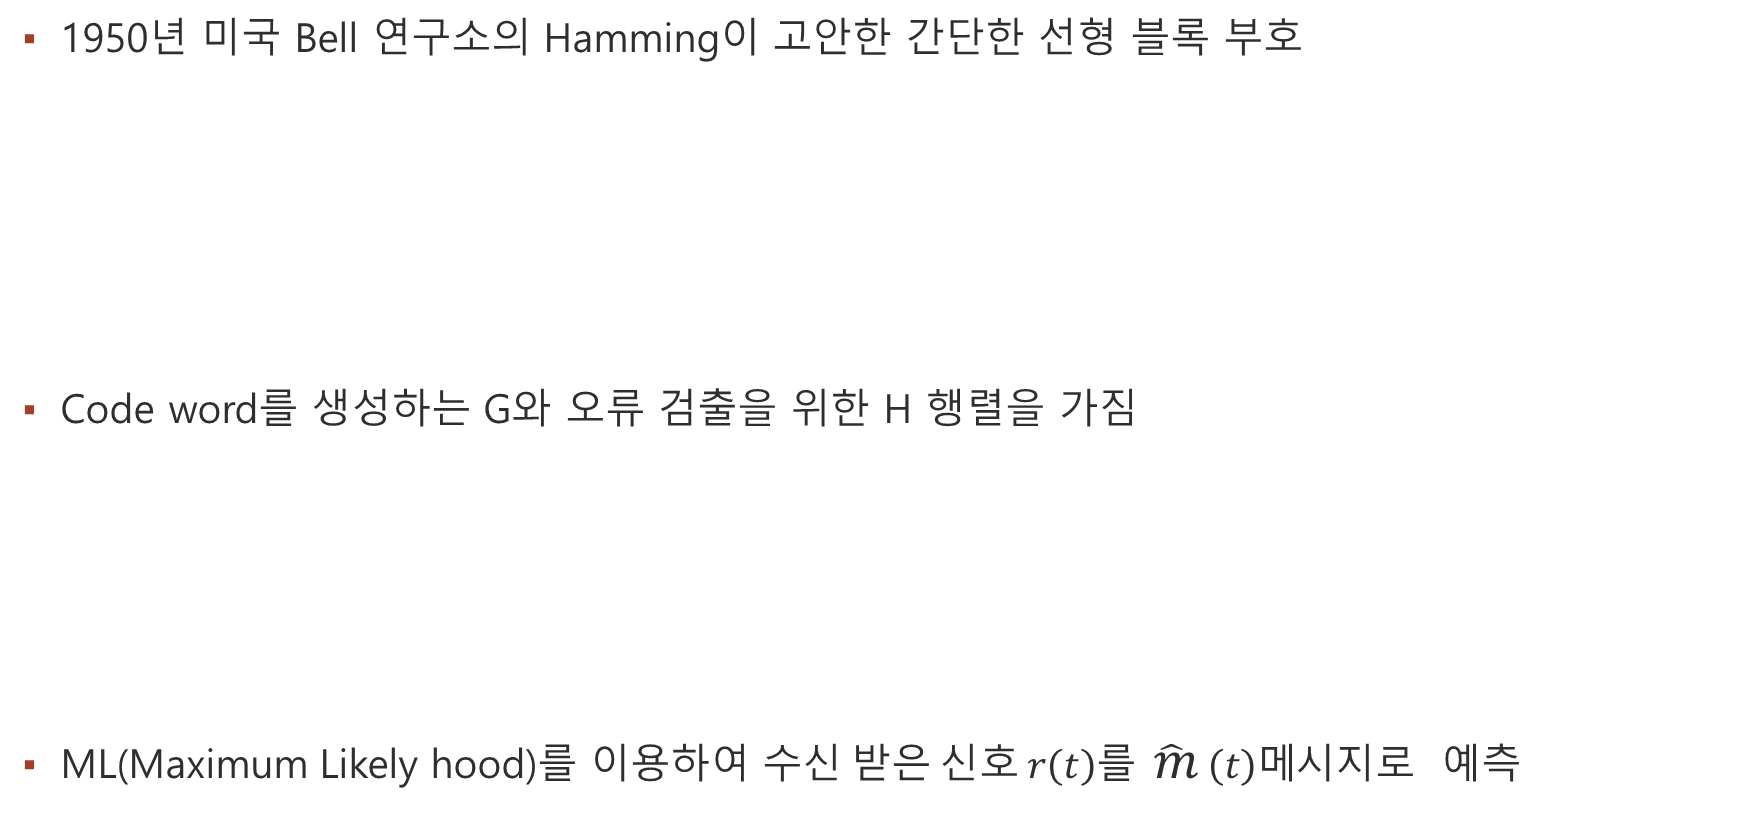 ▪ 1950년 미국 Bell 연구소의 Hamming이 고안한 간단한 선형 블록 부호
▪ Code word를 생성하는 G와 오류 검출을 위한 H 행렬을 가짐
▪ ML(Maximum Likely hood)를 이용하여 수신 받은 신호 r(t)를 m̂ (t)메시지로 예측